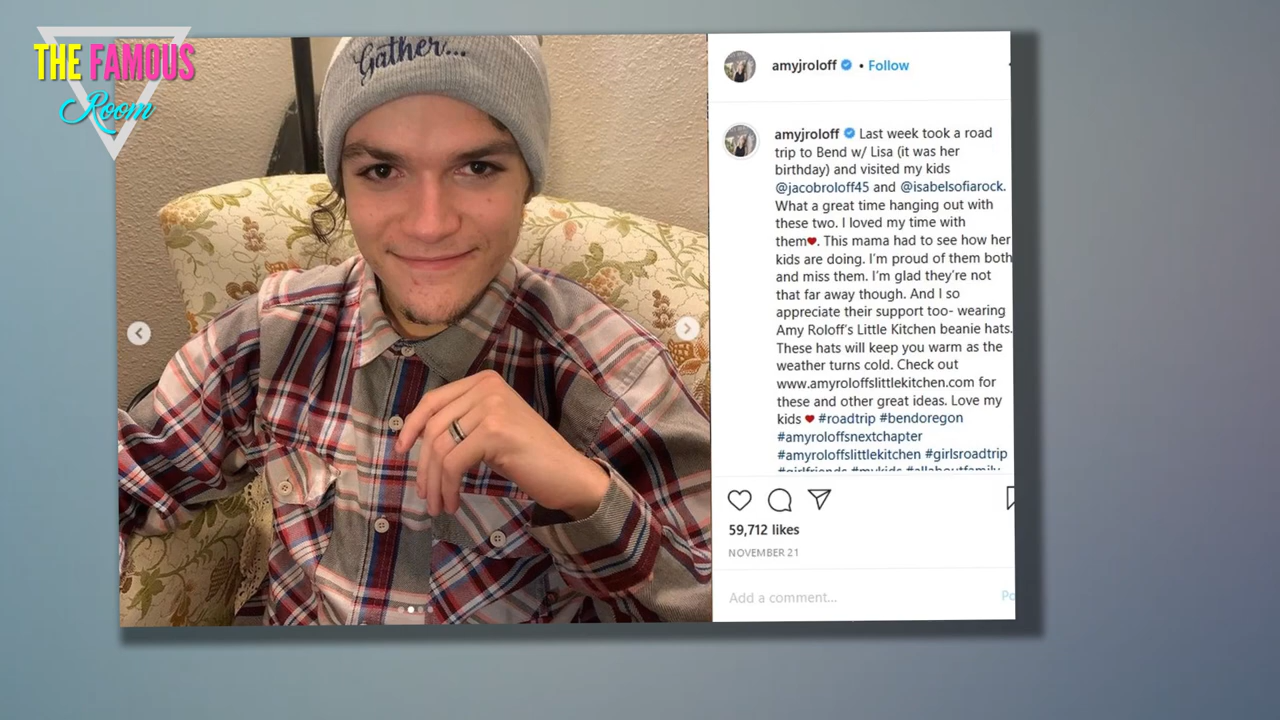 THE FAMOUS
Room
Gather...
amyjroloff • Follow
amyjroloff Last week took a road
trip to Bend w/ Lisa (it was her
birthday) and visited my kids
@jacobroloff45 and @isabelsofiarock.
What a great time hanging out with
these two. I loved my time with
them❤. This mama had to see how her
kids are doing. I'm proud of them both
and miss them. I'm glad they're not
that far away though. And I so
appreciate their support too- wearing
Amy Roloff's Little Kitchen beanie hats.
These hats will keep you warm as the
weather turns cold. Check out
www.amyroloffslittlekitchen.com for
these and other great ideas. Love my
kids ❤ #roadtrip #bendoregon
#amyroloffsnextchapter
#amyroloffslittlekitchen #girlsroadtrip
#girlfriends #mykids #allaboutfamily
59,712 likes
NOVEMBER 21
Add a comment...
Po